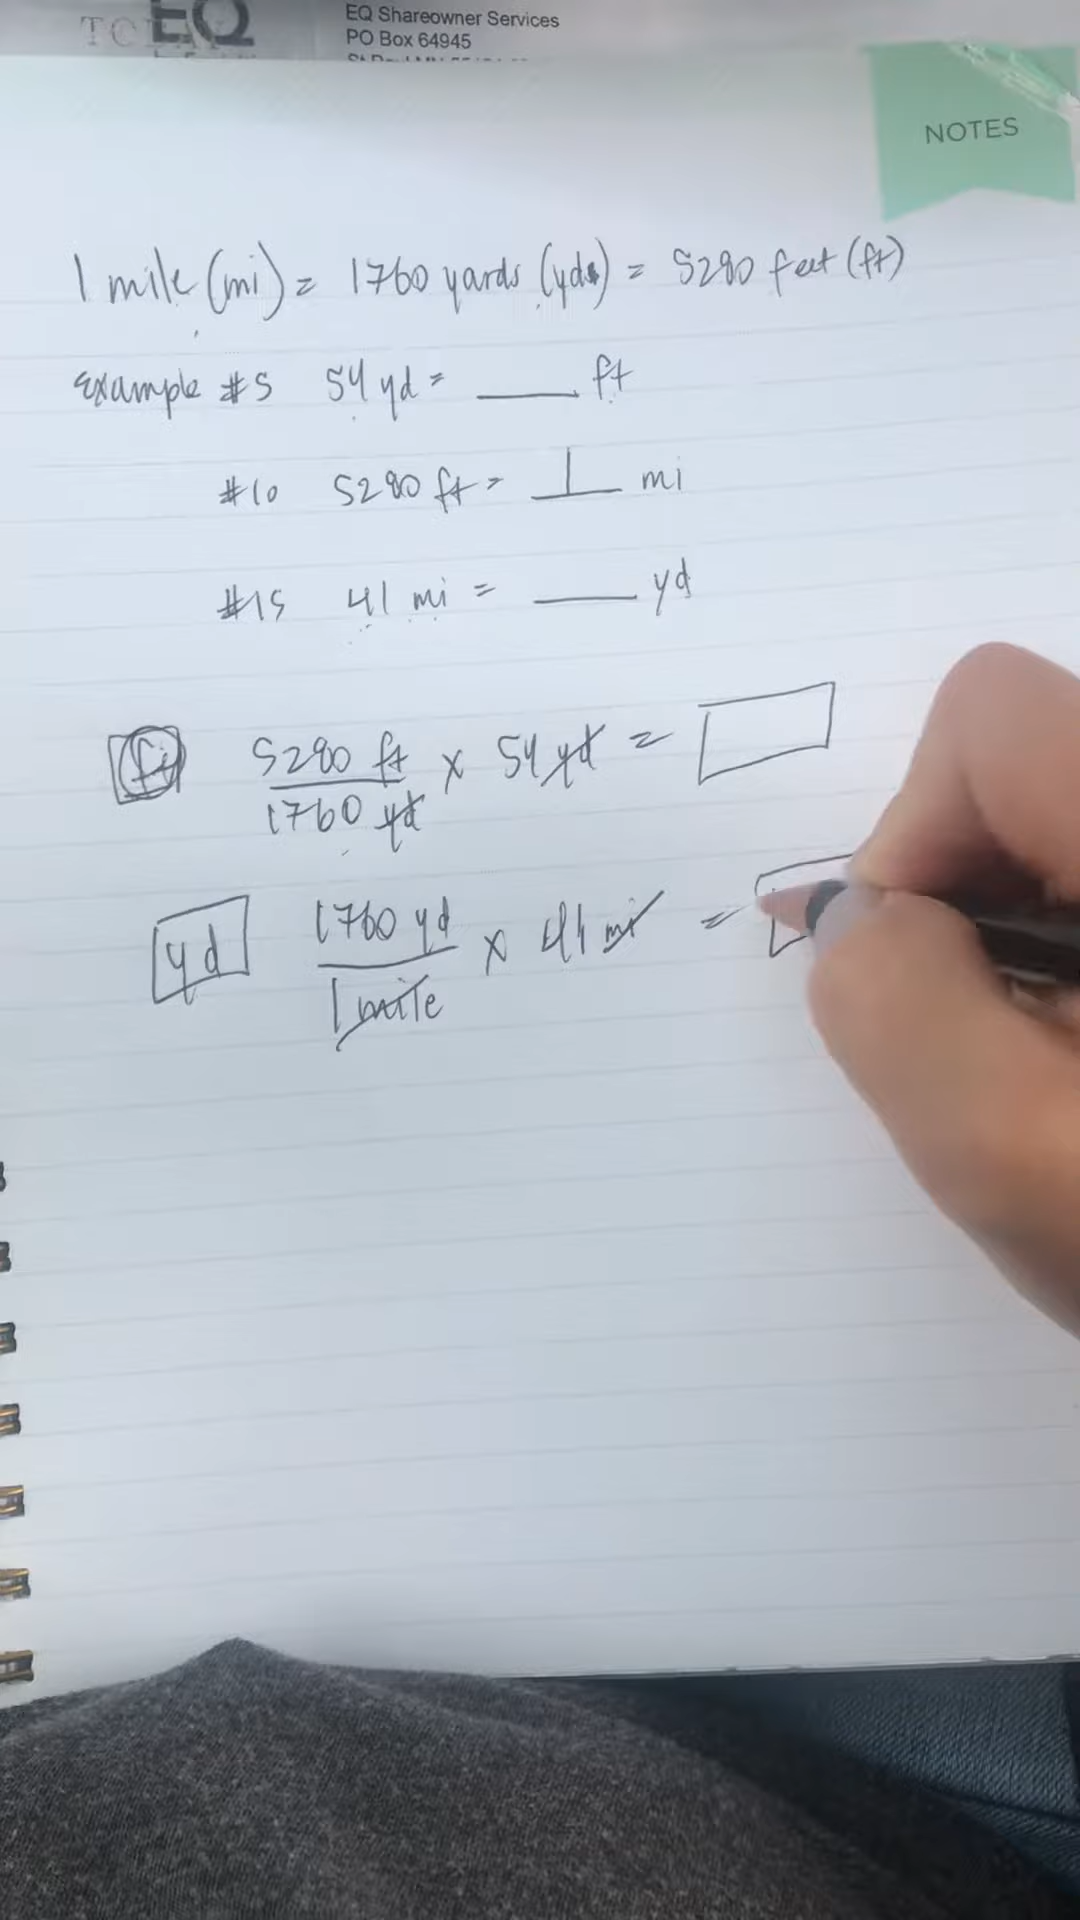 EQ
EQ Shareowner Services
PO Box 64945
NOTES
1 mile (mi) = 1760 yards (yds) = 5280 feet (ft)
Example #5 54 yd = ____ ft
#10 5280 ft = 1 mi
#15 41 mi = ____ yd
5280 ft / 1760 yd x 54 yd =
yd 1760 yd / 1 mile x 41 mi =